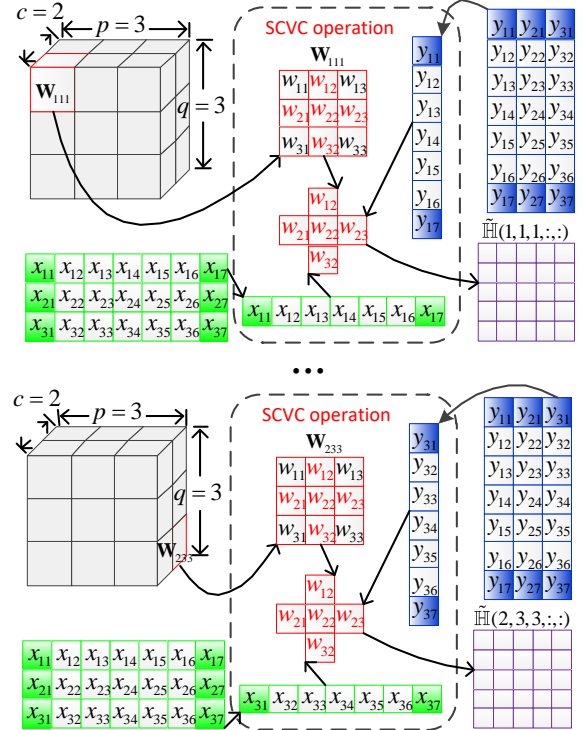 c = 2
p = 3
q = 3
W₁₁₁
SCVC operation
W₁₁₁
w₁₁ w₁₂ w₁₃
w₂₁ w₂₂ w₂₃
w₃₁ w₃₂ w₃₃
w₁₂
w₂₁ w₂₂ w₂₃
w₃₂
y₁₁
y₁₂
y₁₃
y₁₄
y₁₅
y₁₆
y₁₇
y₁₁ y₂₁ y₃₁
y₁₂ y₂₂ y₃₂
y₁₃ y₂₃ y₃₃
y₁₄ y₂₄ y₃₄
y₁₅ y₂₅ y₃₅
y₁₆ y₂₆ y₃₆
y₁₇ y₂₇ y₃₇
H̃(1,1,1,:,:)
x₁₁ x₁₂ x₁₃ x₁₄ x₁₅ x₁₆ x₁₇
x₂₁ x₂₂ x₂₃ x₂₄ x₂₅ x₂₆ x₂₇
x₃₁ x₃₂ x₃₃ x₃₄ x₃₅ x₃₆ x₃₇
x₁₁ x₁₂ x₁₃ x₁₄ x₁₅ x₁₆ x₁₇
...
c = 2
p = 3
q = 3
W₂₃₃
SCVC operation
W₂₃₃
w₁₁ w₁₂ w₁₃
w₂₁ w₂₂ w₂₃
w₃₁ w₃₂ w₃₃
w₁₂
w₂₁ w₂₂ w₂₃
w₃₂
y₃₁
y₃₂
y₃₃
y₃₄
y₃₅
y₃₆
y₃₇
y₁₁ y₂₁ y₃₁
y₁₂ y₂₂ y₃₂
y₁₃ y₂₃ y₃₃
y₁₄ y₂₄ y₃₄
y₁₅ y₂₅ y₃₅
y₁₆ y₂₆ y₃₆
y₁₇ y₂₇ y₃₇
H̃(2,3,3,:,:)
x₁₁ x₁₂ x₁₃ x₁₄ x₁₅ x₁₆ x₁₇
x₂₁ x₂₂ x₂₃ x₂₄ x₂₅ x₂₆ x₂₇
x₃₁ x₃₂ x₃₃ x₃₄ x₃₅ x₃₆ x₃₇
x₃₁ x₃₂ x₃₃ x₃₄ x₃₅ x₃₆ x₃₇